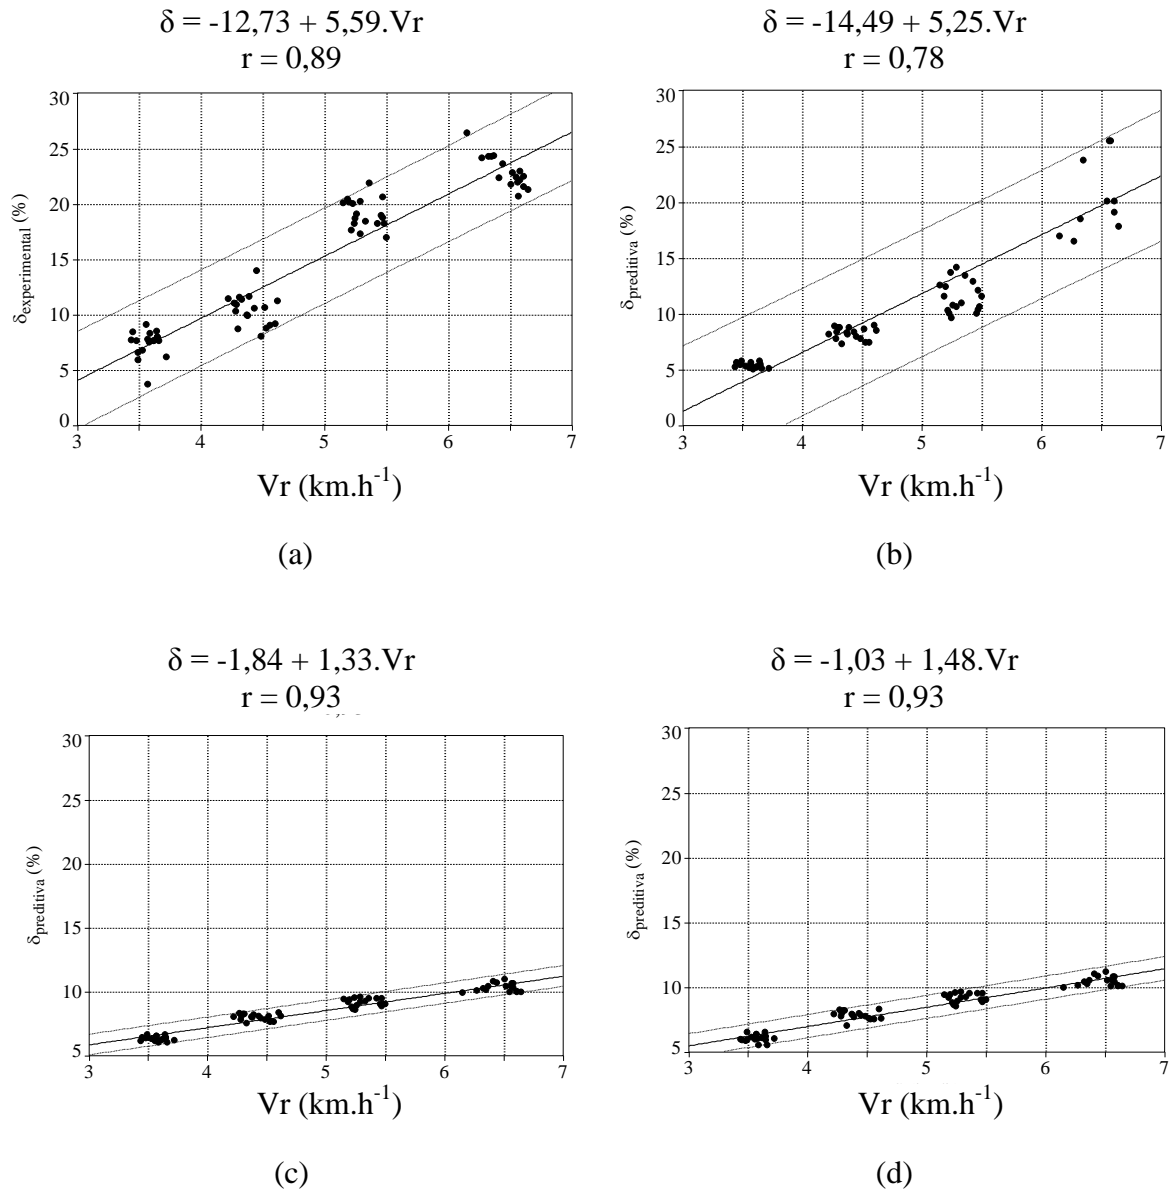 δ = -12,73 + 5,59.Vr
r = 0,89
δexperimental (%)
30
25
20
15
10
5
0
3 4 5 6 7
Vr (km.h-1)
(a)
δ = -14,49 + 5,25.Vr
r = 0,78
δpreditiva (%)
30
25
20
15
10
5
0
3 4 5 6 7
Vr (km.h-1)
(b)
δ = -1,84 + 1,33.Vr
r = 0,93
δpreditiva (%)
30
25
20
15
10
5
3 4 5 6 7
Vr (km.h-1)
(c)
δ = -1,03 + 1,48.Vr
r = 0,93
δpreditiva (%)
30
25
20
15
10
5
3 4 5 6 7
Vr (km.h-1)
(d)